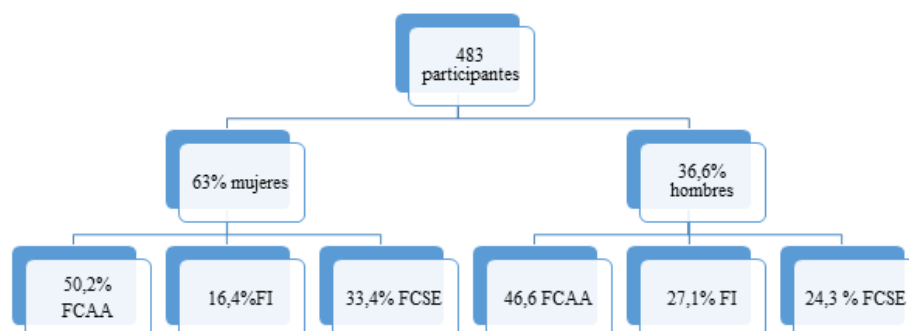 483
participantes
63% mujeres
36,6%
hombres
50,2%
FCAA
16,4%FI
33,4% FCSE
46,6 FCAA
27,1% FI
24,3 % FCSE